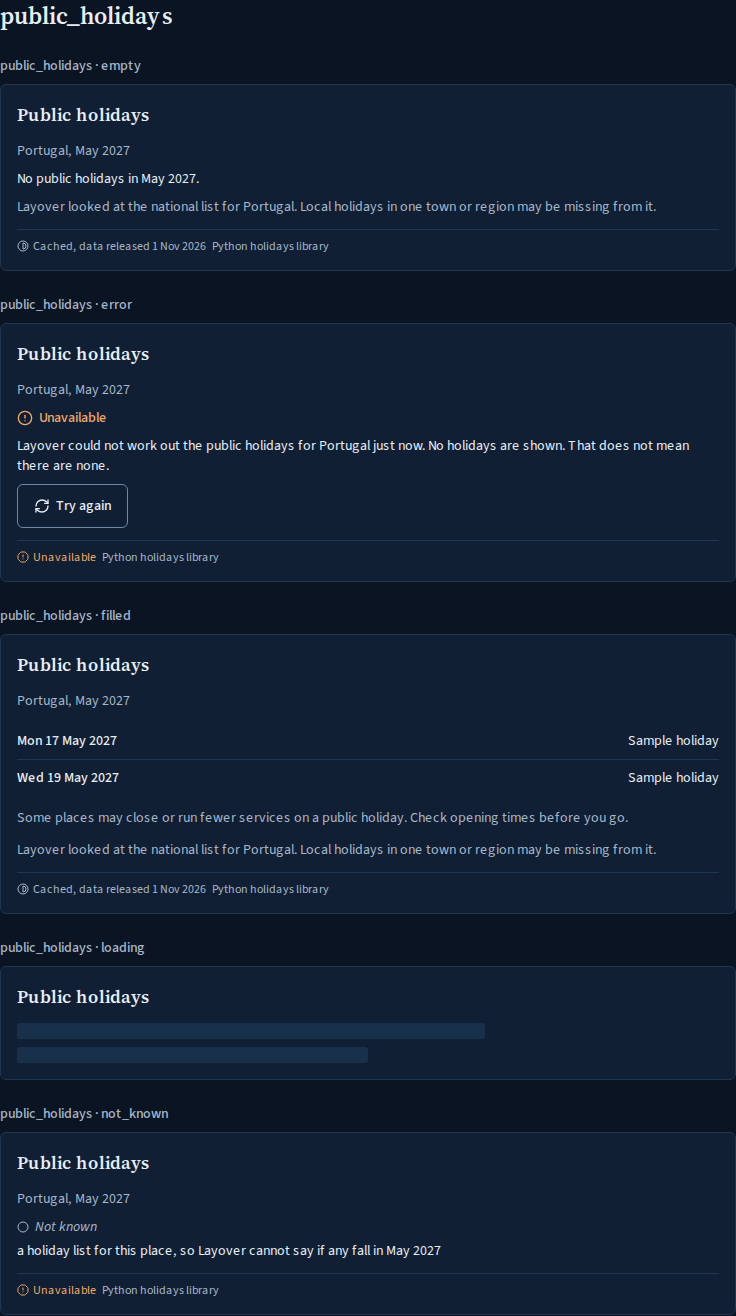 public_holidays
public_holidays · empty
Public holidays
Portugal, May 2027
No public holidays in May 2027.
Layover looked at the national list for Portugal. Local holidays in one town or region may be missing from it.
Cached, data released 1 Nov 2026 Python holidays library
public_holidays · error
Public holidays
Portugal, May 2027
Unavailable
Layover could not work out the public holidays for Portugal just now. No holidays are shown. That does not mean
there are none.
Try again
Unavailable Python holidays library
public_holidays · filled
Public holidays
Portugal, May 2027
Mon 17 May 2027 Sample holiday
Wed 19 May 2027 Sample holiday
Some places may close or run fewer services on a public holiday. Check opening times before you go.
Layover looked at the national list for Portugal. Local holidays in one town or region may be missing from it.
Cached, data released 1 Nov 2026 Python holidays library
public_holidays · loading
Public holidays
public_holidays · not_known
Public holidays
Portugal, May 2027
Not known
a holiday list for this place, so Layover cannot say if any fall in May 2027
Unavailable Python holidays library